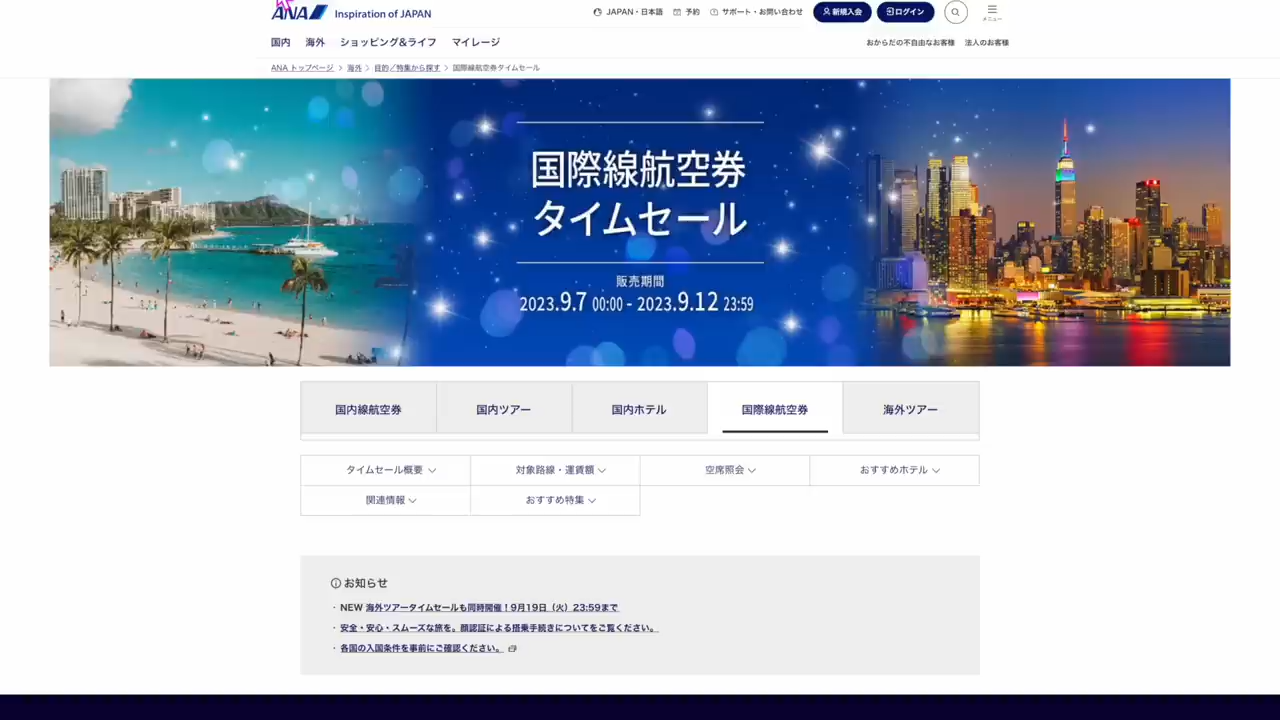 ANA Inspiration of JAPAN
JAPAN・日本語 予約 サポート・お問い合わせ 新規入会 ログイン メニュー
国内 海外 ショッピング&ライフ マイレージ おからだの不自由なお客様 法人のお客様
ANA トップページ > 海外 > 目的／特集から探す > 国際線航空券タイムセール
国際線航空券
タイムセール
販売期間
2023.9.7 00:00 - 2023.9.12 23:59
国内線航空券 国内ツアー 国内ホテル 国際線航空券 海外ツアー
タイムセール概要 対象路線・運賃額 空席照会 おすすめホテル
関連情報 おすすめ特集
お知らせ
・ NEW 海外ツアータイムセールも同時開催！9月19日（火）23:59まで
・ 安全・安心・スムーズな旅を。顔認証による搭乗手続きについてをご覧ください。
・ 各国の入国条件を事前にご確認ください。